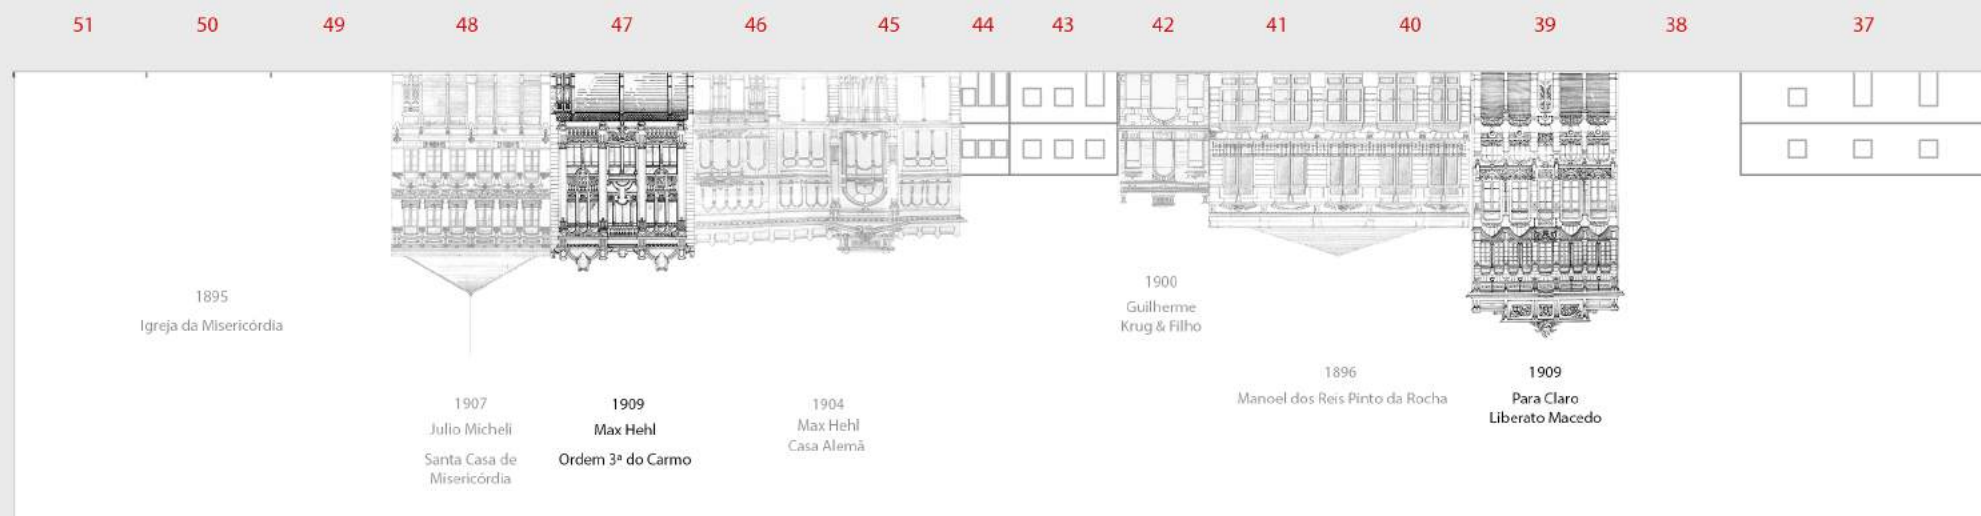 51 50 49 48 47 46 45 44 43 42 41 40 39 38 37
1895
Igreja da Misericórdia
1907
Julio Micheli
Santa Casa de
Misericórdia
1909
Max Hehl
Ordem 3ª do Carmo
1904
Max Hehl
Casa Alemã
1900
Guilherme
Krug & Filho
1896
Manoel dos Reis Pinto da Rocha
1909
Para Claro
Liberato Macedo